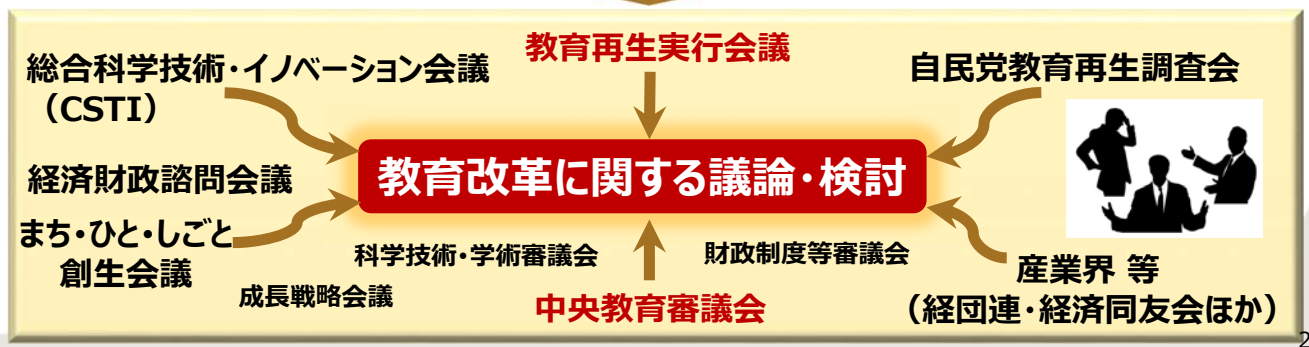 教育再生実行会議
総合科学技術・イノベーション会議
（CSTI）
自民党教育再生調査会
経済財政諮問会議
教育改革に関する議論・検討
まち・ひと・しごと
創生会議
科学技術・学術審議会
財政制度等審議会
成長戦略会議
中央教育審議会
産業界 等
（経団連・経済同友会ほか）
2